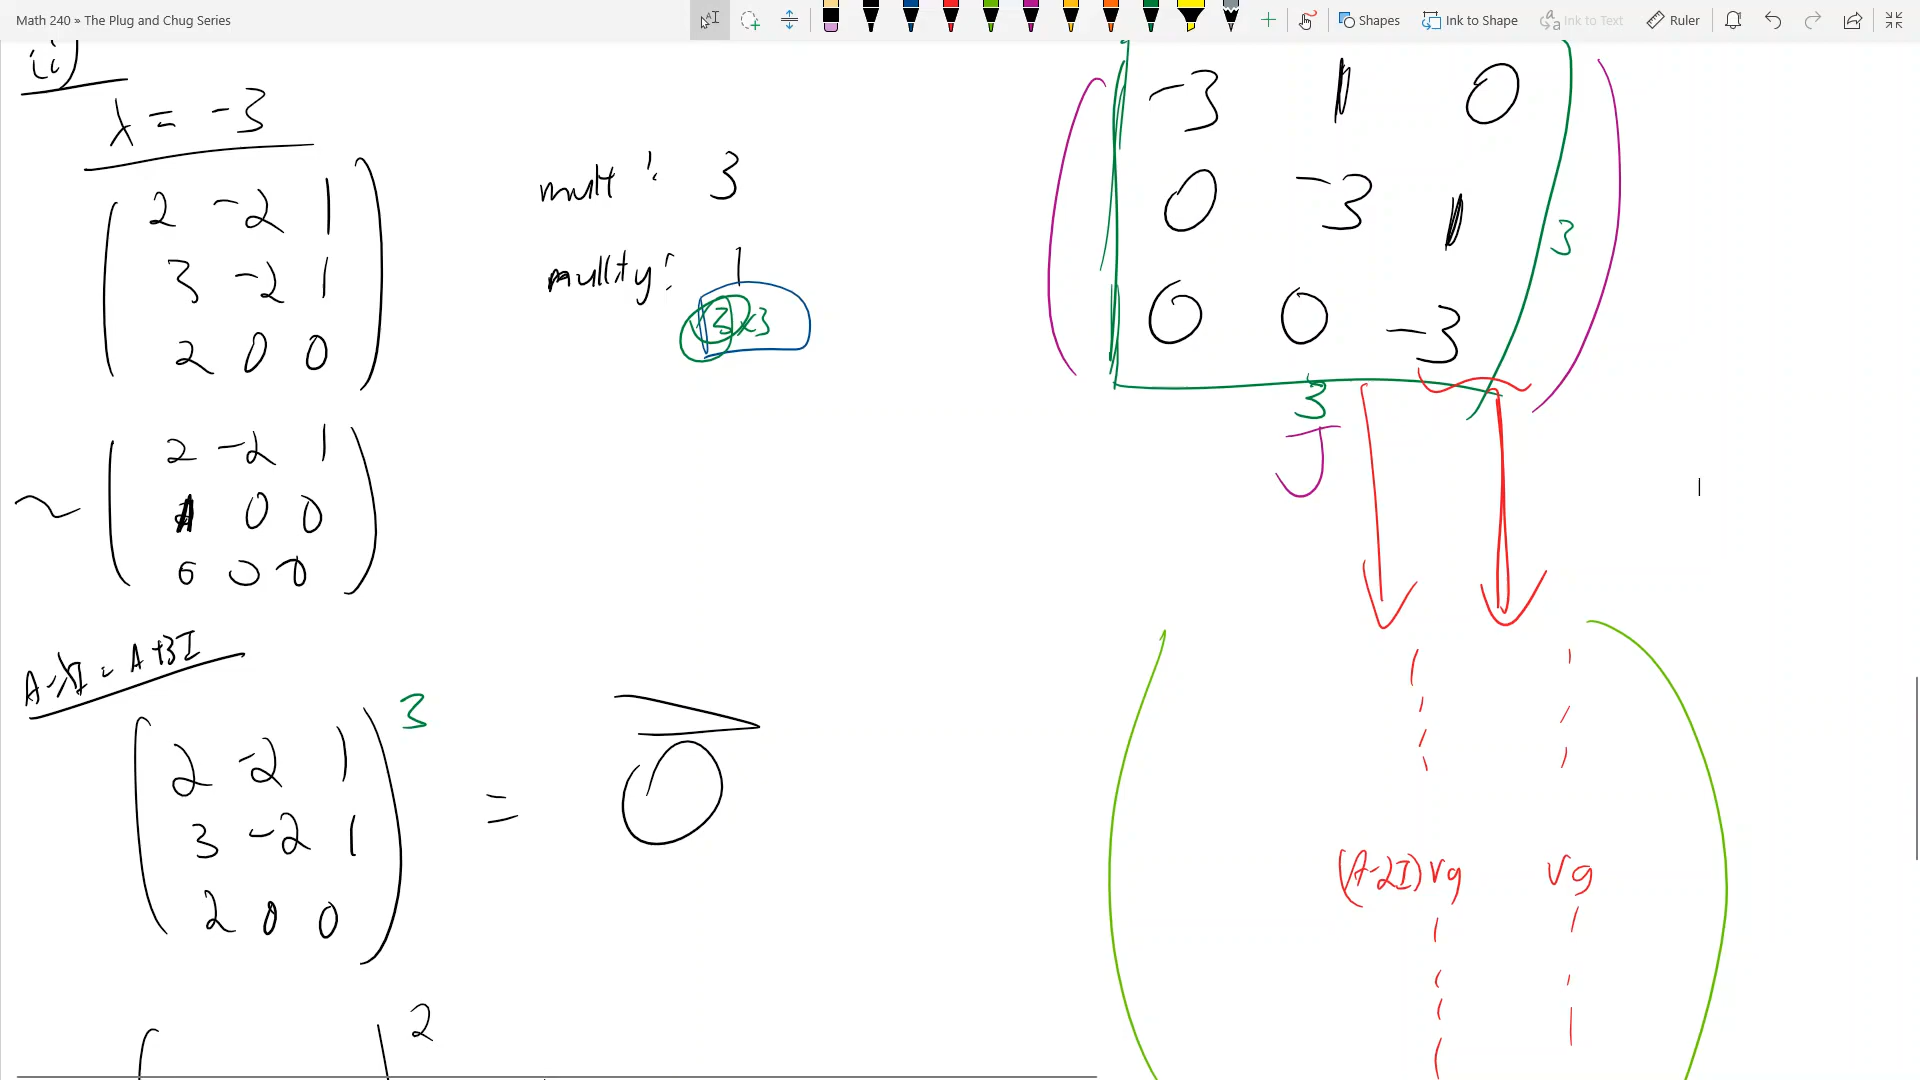 Math 240 » The Plug and Chug Series
Shapes
Ink to Shape
Ink to Text
Ruler
(i)
λ = -3
2 -2 1
3 -2 1
2 0 0
mult: 3
nullity: 1
3x3
~
2 -2 1
1 0 0
0 0 0
A-λI = A+3I
2 -2 1
3 -2 1
2 0 0
3
= 0
2
-3 1 0
0 -3 1
0 0 -3
3
3
J
(A-2I)Vg Vg